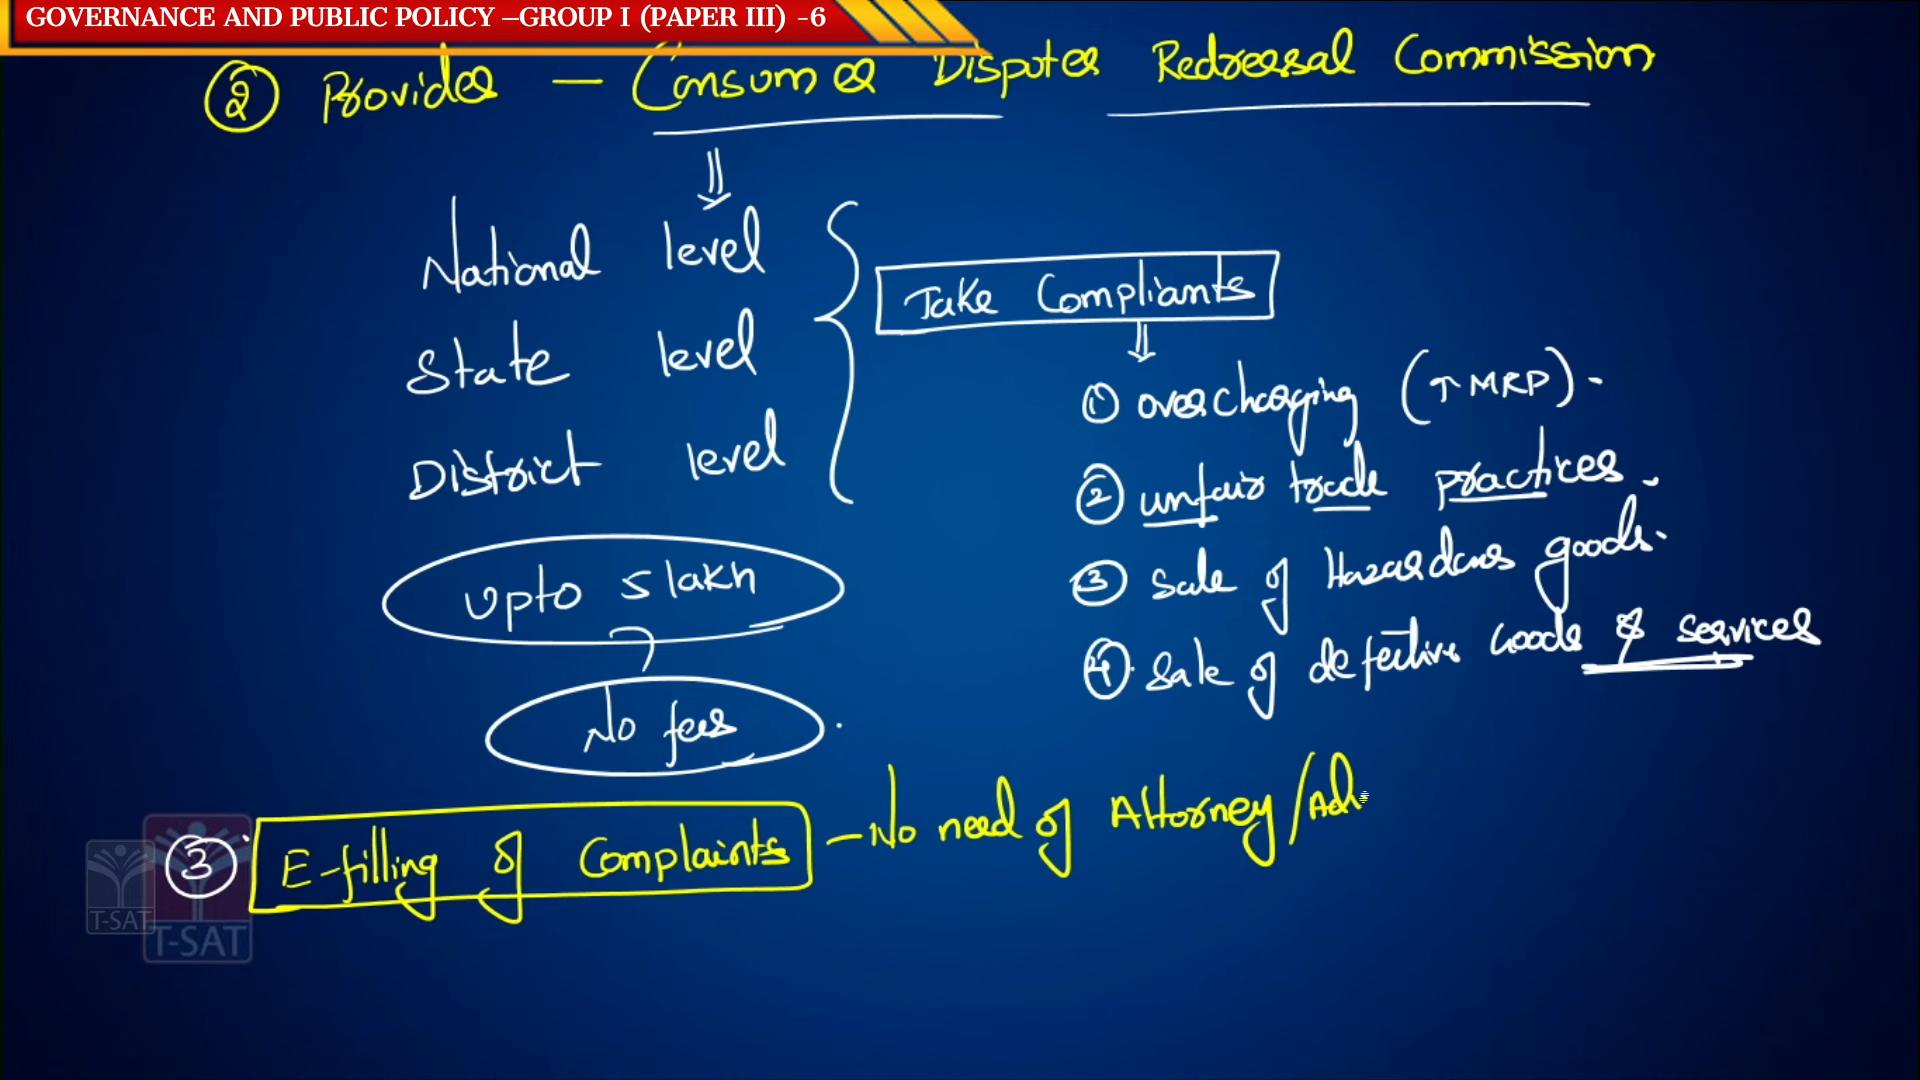 GOVERNANCE AND PUBLIC POLICY –GROUP I (PAPER III) -6
② Provides — Consumer Disputes Redressal Commission
National level
State level
District level
Take Compliants
① overcharging (↑ MRP).
② unfair trade practices.
③ Sale of Hazardous goods.
④ Sale of defective Goods & services
upto 5 lakh
No fees
③ E-filling of Complaints — No need of Attorney/Adv
T-SAT
T-SAT